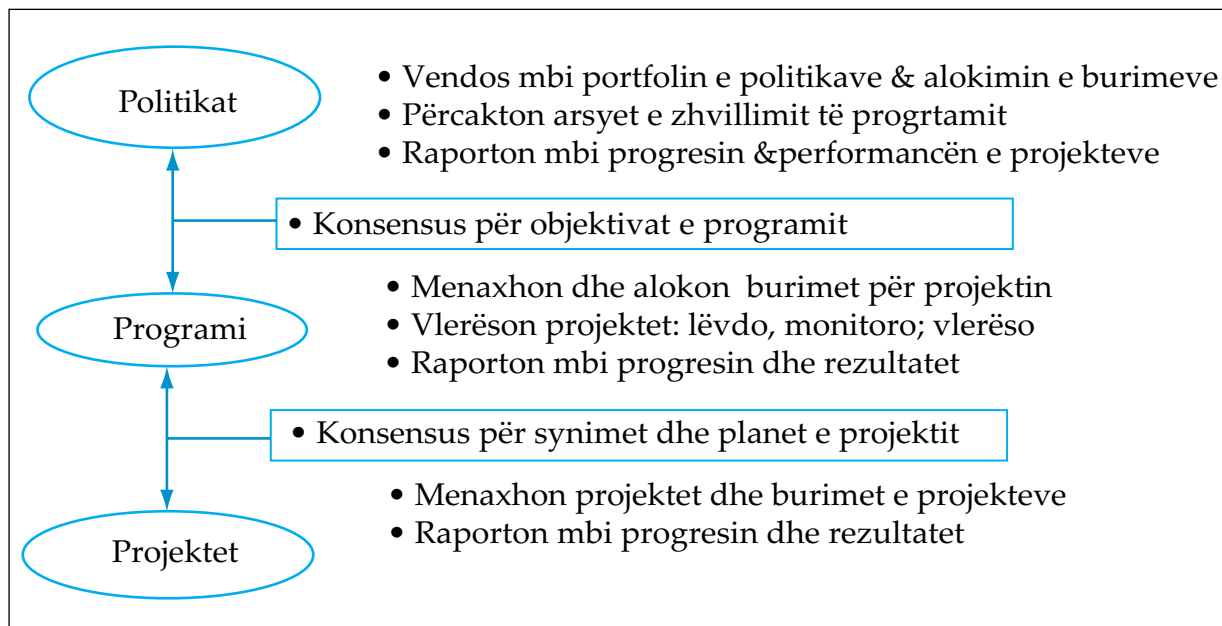 Politikat
• Vendos mbi portfolin e politikave & alokimin e burimeve
• Përcakton arsyet e zhvillimit të progrtamit
• Raporton mbi progresin &performancën e projekteve
• Konsensus për objektivat e programit
Programi
• Menaxhon dhe alokon burimet për projektin
• Vlerëson projektet: lëvdo, monitoro; vlerëso
• Raporton mbi progresin dhe rezultatet
• Konsensus për synimet dhe planet e projektit
Projektet
• Menaxhon projektet dhe burimet e projekteve
• Raporton mbi progresin dhe rezultatet